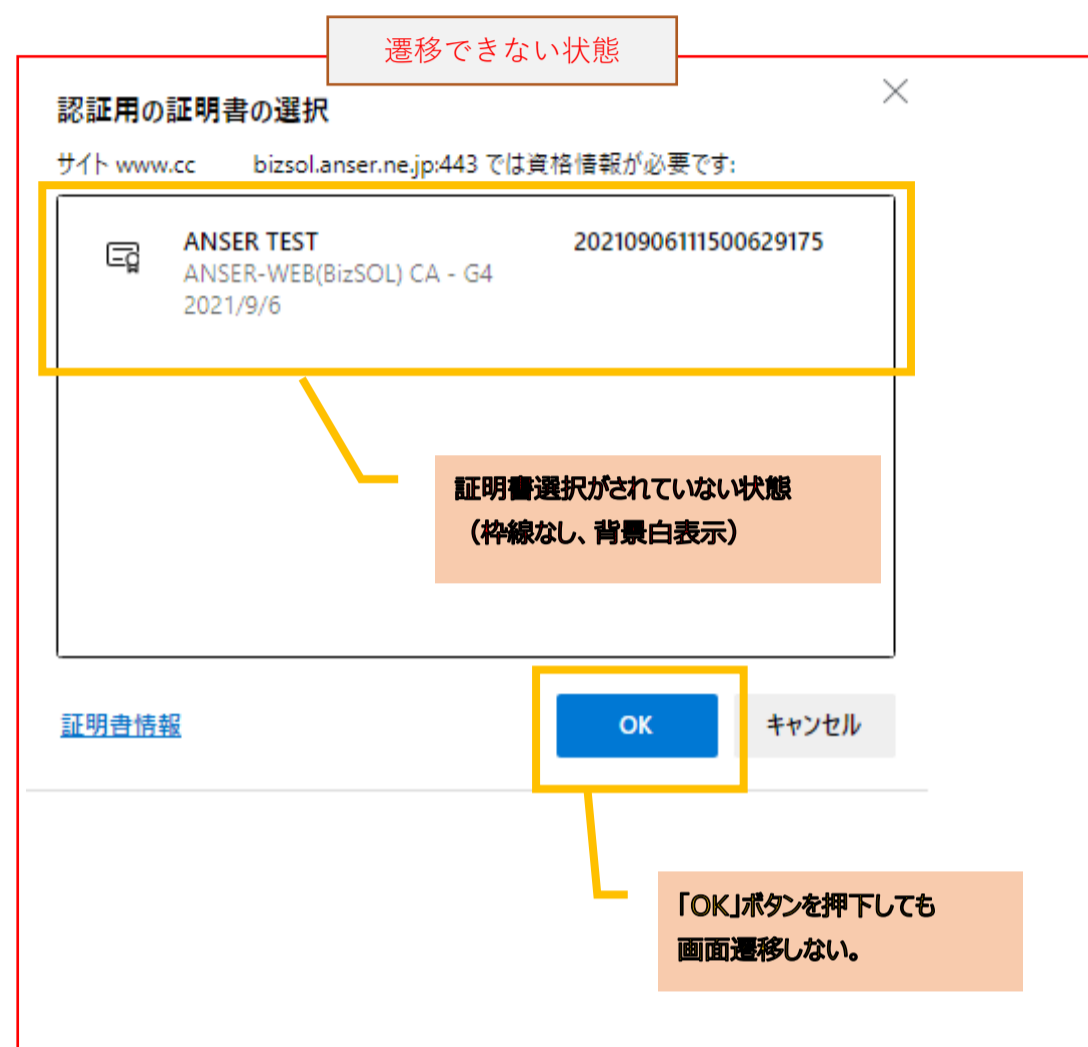 遷移できない状態
認証用の証明書の選択
サイト www.cc bizsol.anser.ne.jp:443 では資格情報が必要です:
ANSER TEST 20210906111500629175
ANSER-WEB(BizSOL) CA - G4
2021/9/6
証明書選択がされていない状態
(枠線なし、背景白表示)
証明書情報 OK キャンセル
「OK」ボタンを押下しても
画面遷移しない。